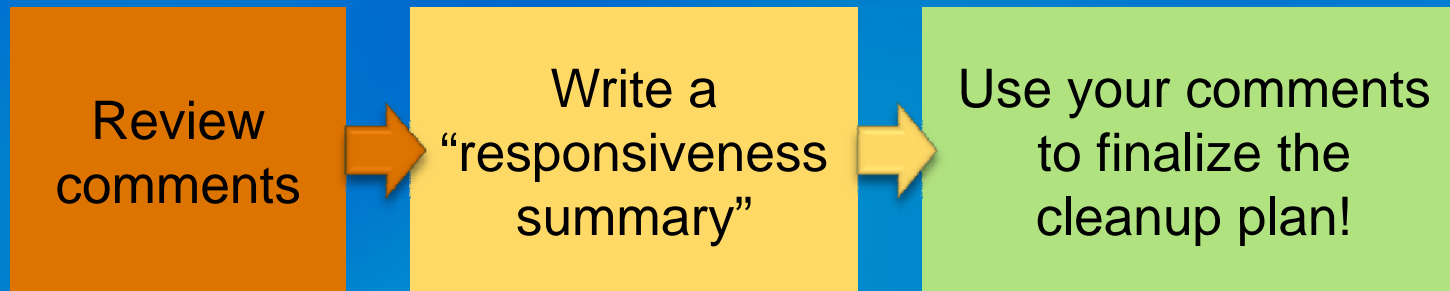 Review
comments
Write a
“responsiveness
summary”
Use your comments
to finalize the
cleanup plan!